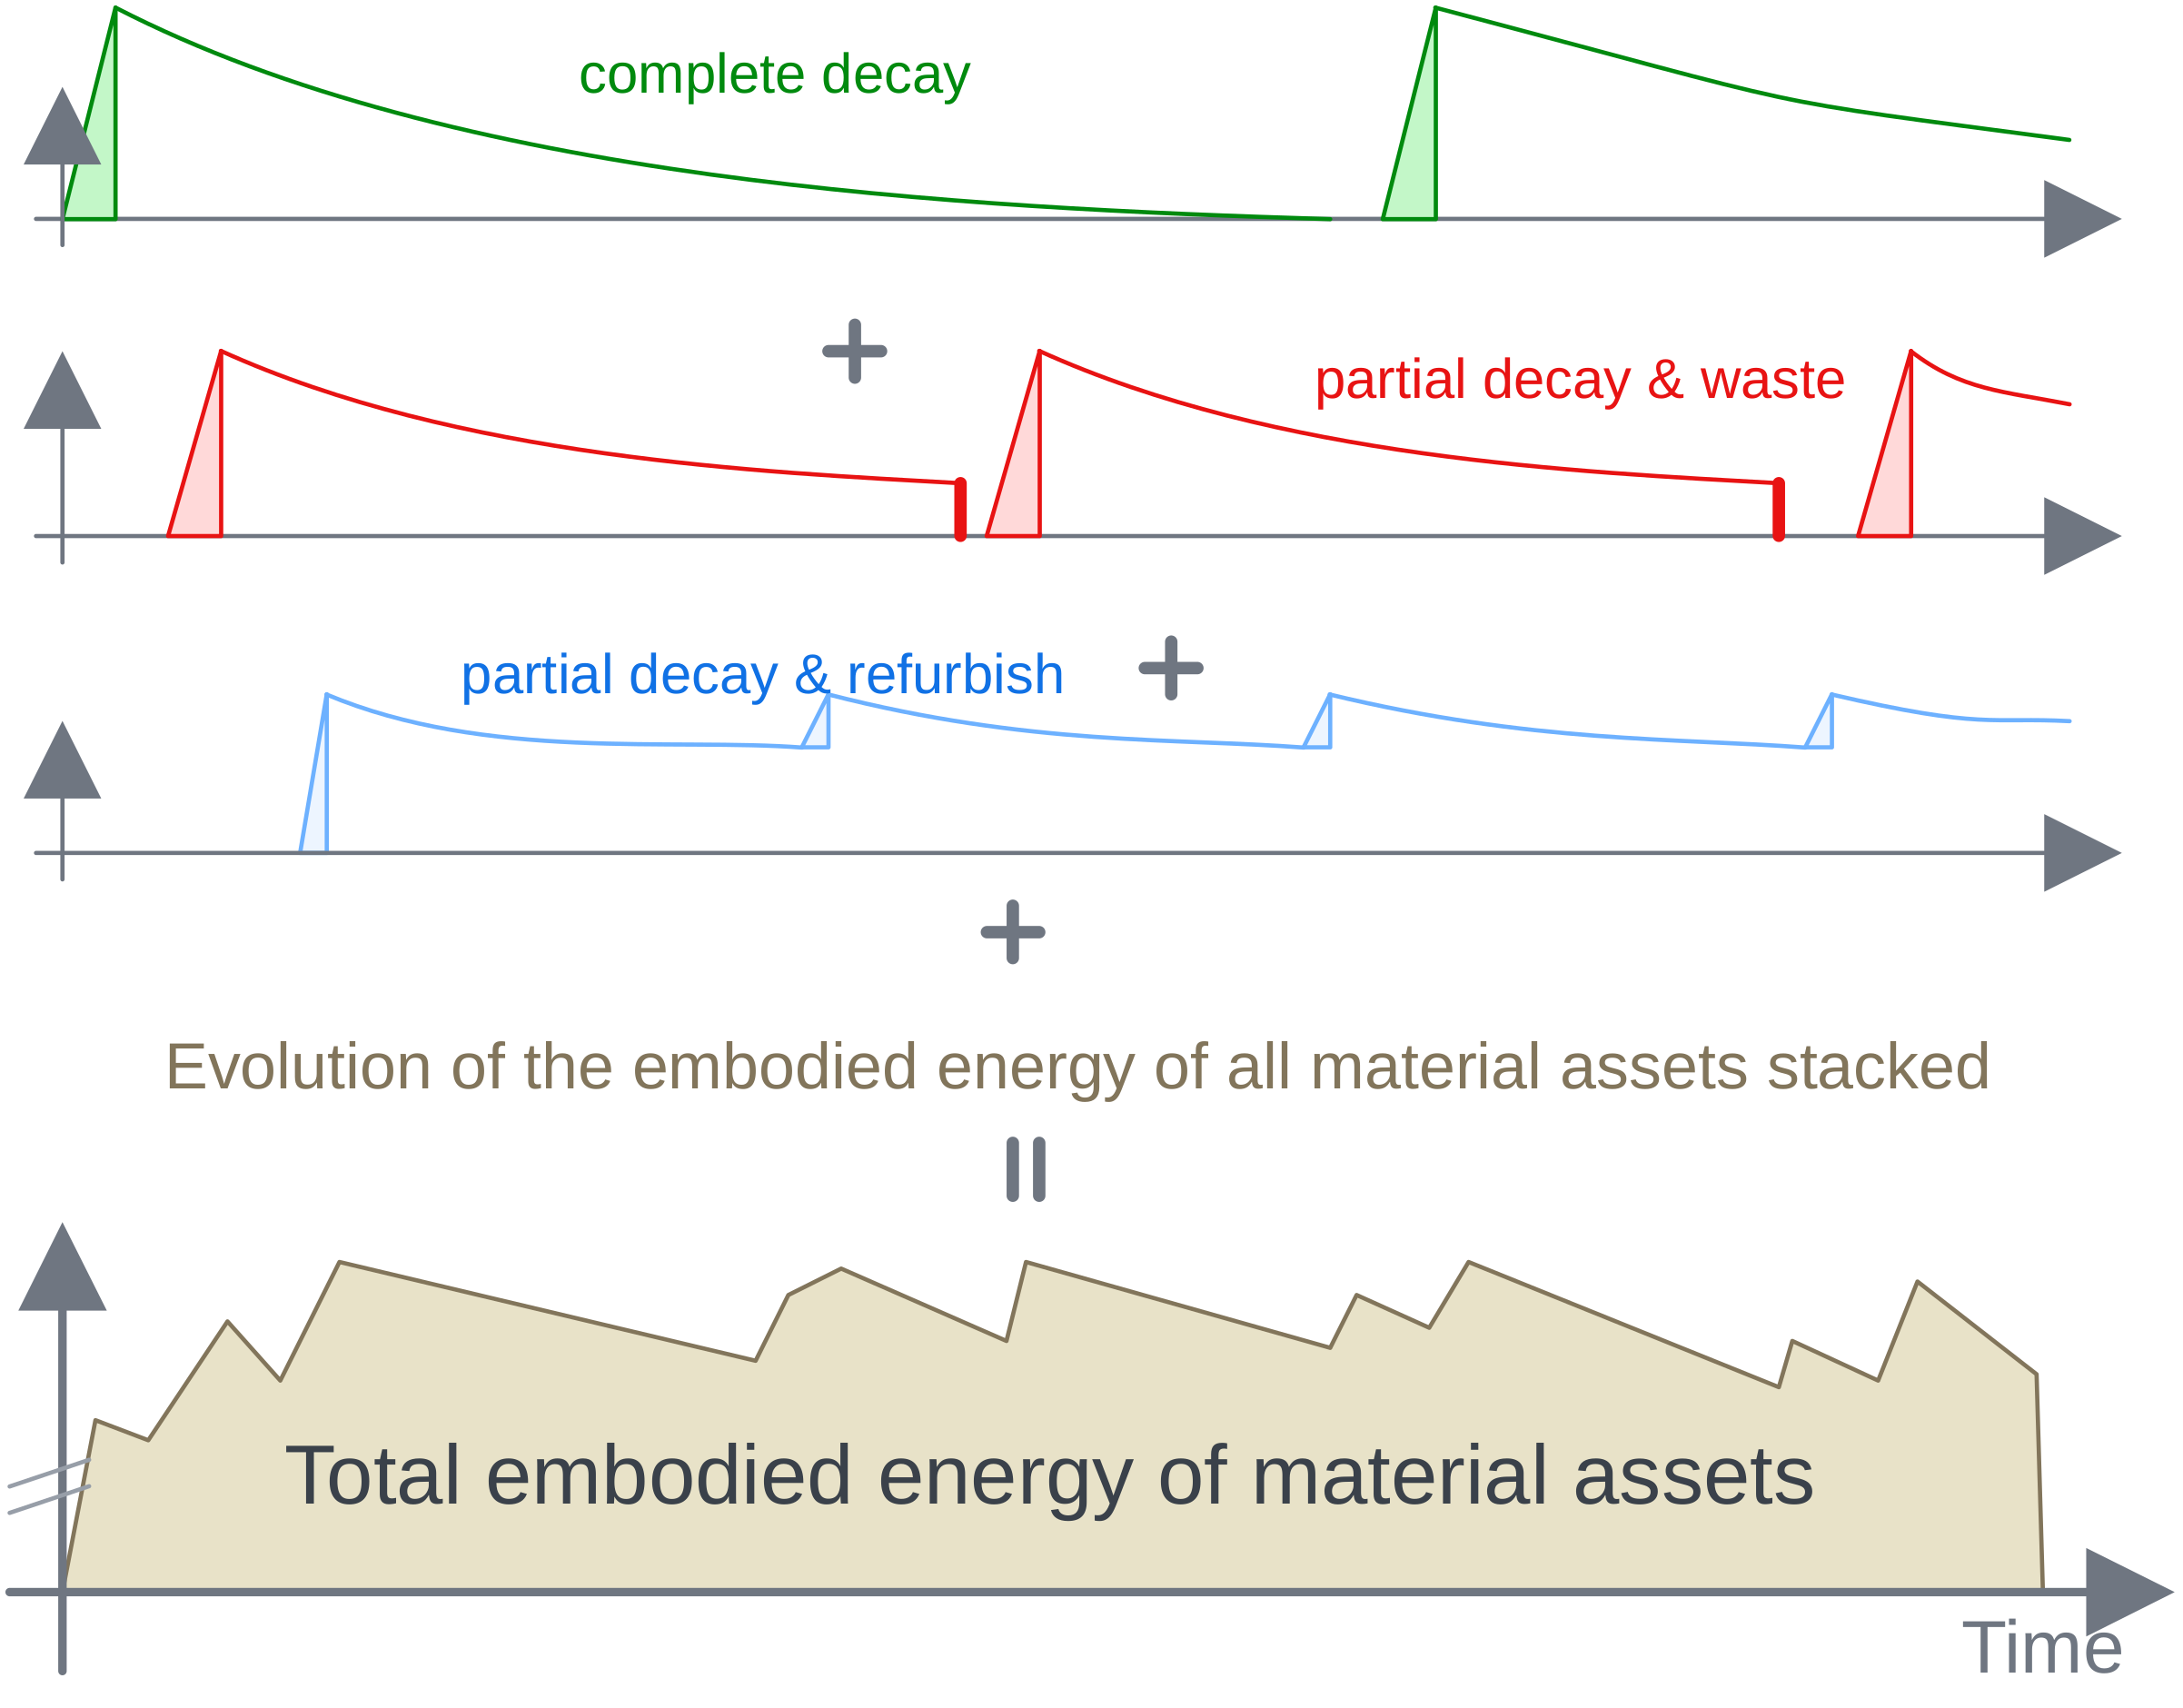 complete decay
partial decay & waste
partial decay & refurbish
Evolution of the embodied energy of all material assets stacked
Total embodied energy of material assets
Time